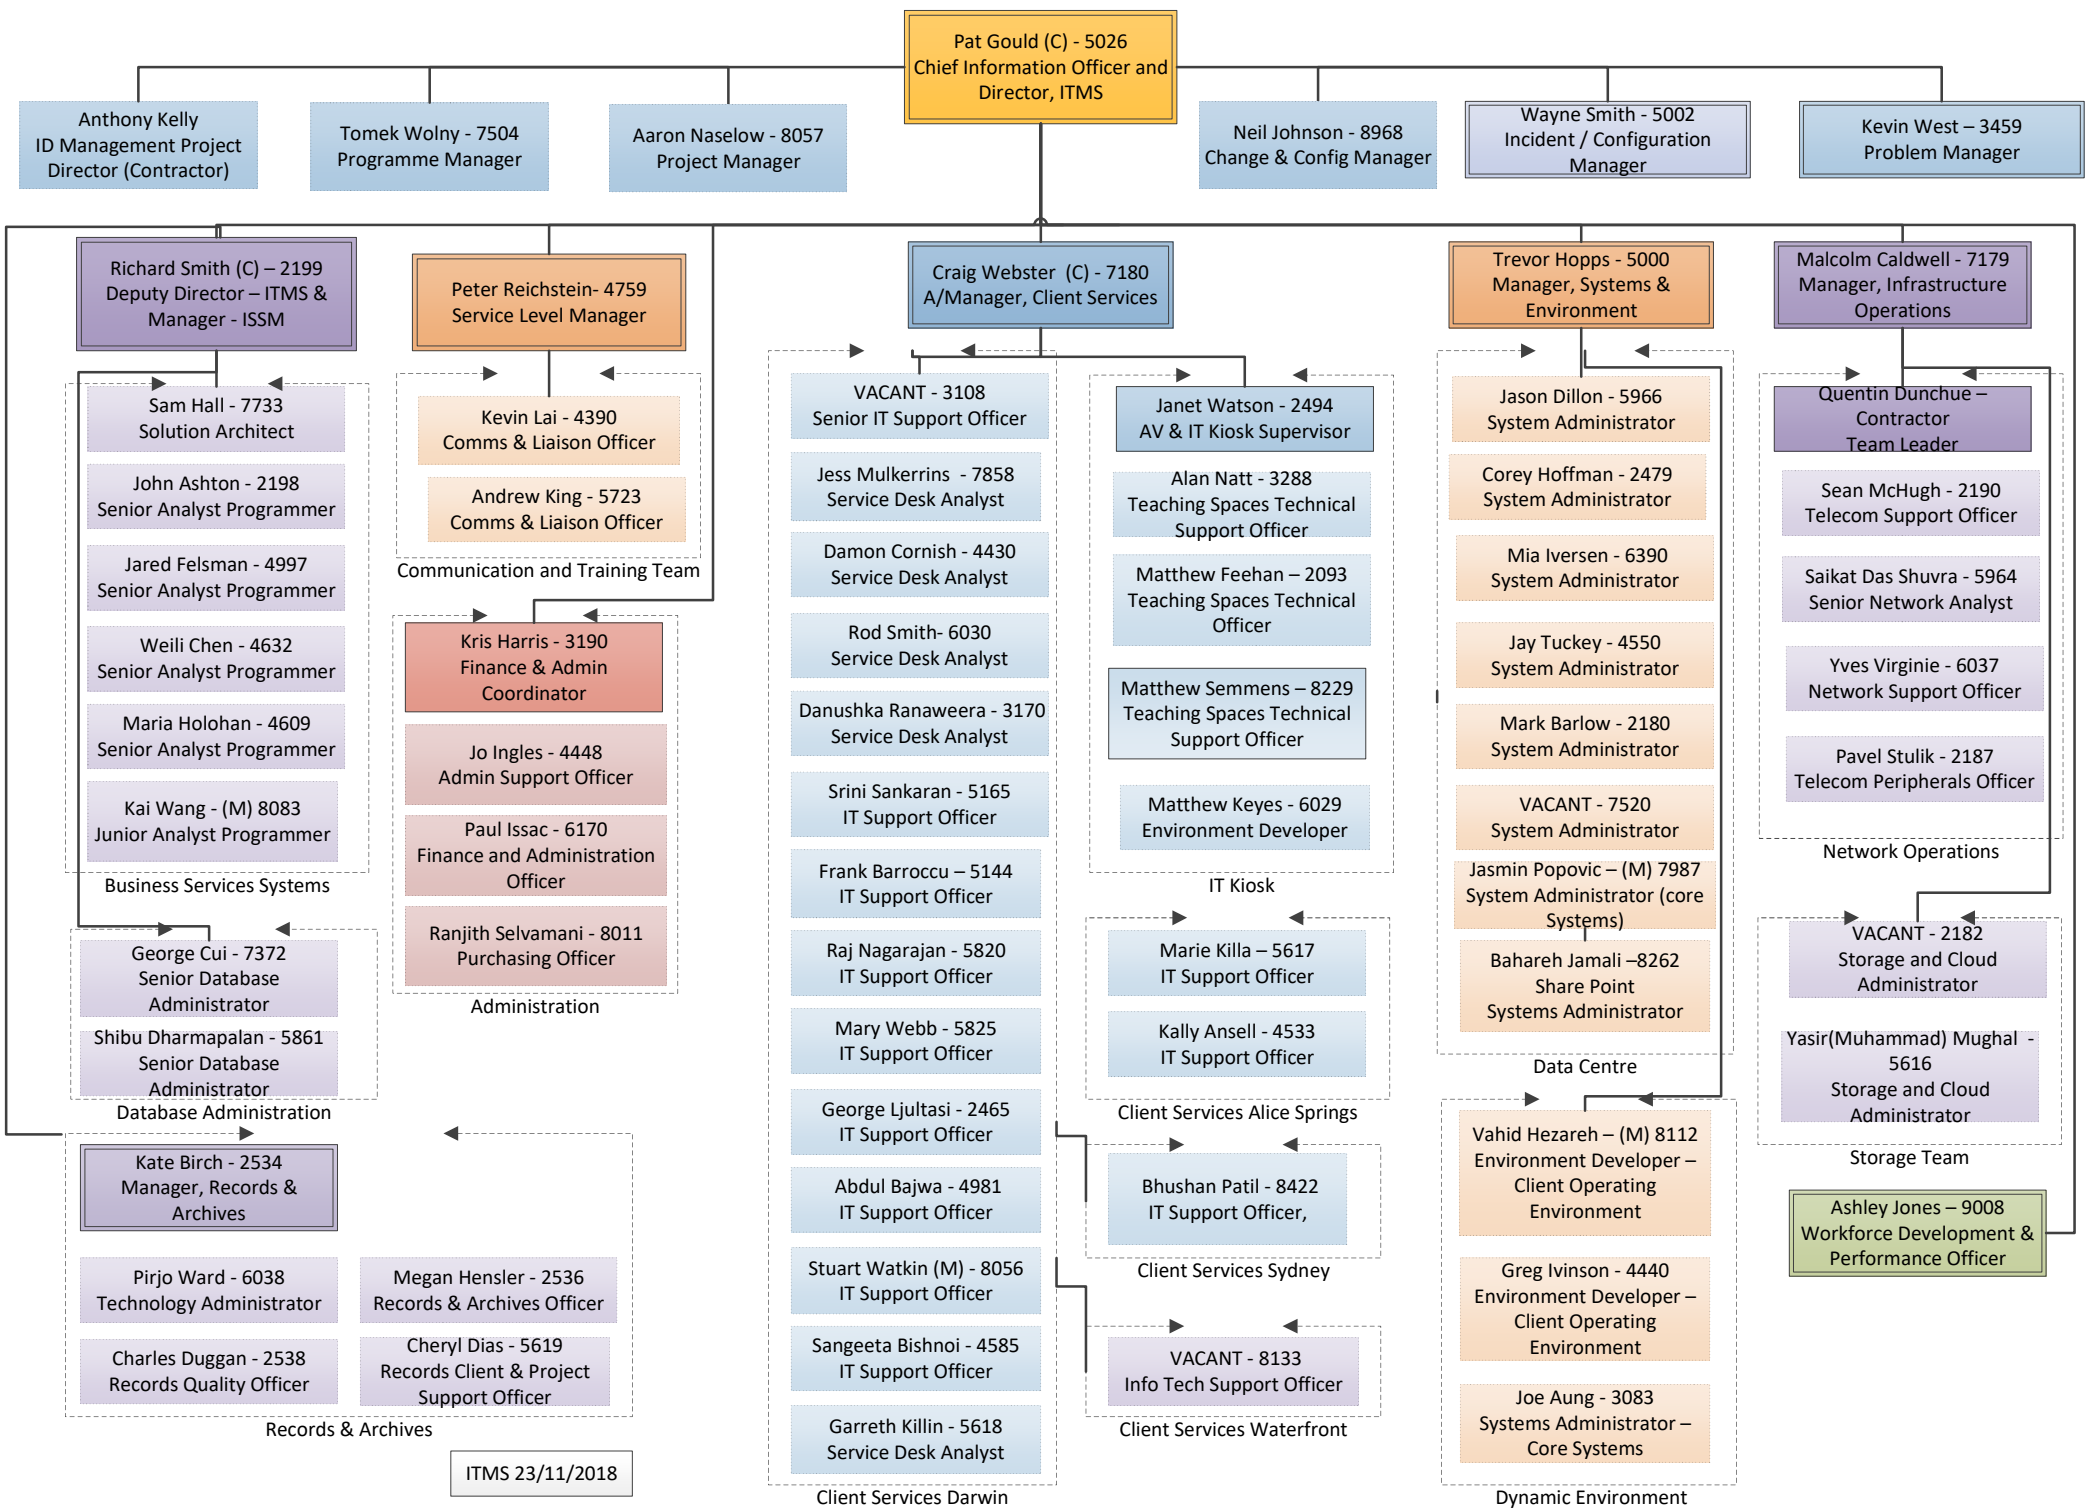 Pat Gould (C) - 5026
Chief Information Officer and
Director, ITMS
Anthony Kelly
ID Management Project
Director (Contractor)
Tomek Wolny - 7504
Programme Manager
Aaron Naselow - 8057
Project Manager
Neil Johnson - 8968
Change & Config Manager
Wayne Smith - 5002
Incident / Configuration
Manager
Kevin West – 3459
Problem Manager
Richard Smith (C) – 2199
Deputy Director – ITMS &
Manager - ISSM
Peter Reichstein- 4759
Service Level Manager
Craig Webster  (C) - 7180
A/Manager, Client Services
Trevor Hopps - 5000
Manager, Systems &
Environment
Malcolm Caldwell - 7179
Manager, Infrastructure
Operations
Sam Hall - 7733
Solution Architect
John Ashton - 2198
Senior Analyst Programmer
Jared Felsman - 4997
Senior Analyst Programmer
Weili Chen - 4632
Senior Analyst Programmer
Maria Holohan - 4609
Senior Analyst Programmer
Kai Wang - (M) 8083
Junior Analyst Programmer
Business Services Systems
George Cui - 7372
Senior Database
Administrator
Shibu Dharmapalan - 5861
Senior Database
Administrator
Database Administration
Kate Birch - 2534
Manager, Records &
Archives
Pirjo Ward - 6038
Technology Administrator
Megan Hensler - 2536
Records & Archives Officer
Charles Duggan - 2538
Records Quality Officer
Cheryl Dias - 5619
Records Client & Project
Support Officer
Records & Archives
ITMS 23/11/2018
Kevin Lai - 4390
Comms & Liaison Officer
Andrew King - 5723
Comms & Liaison Officer
Communication and Training Team
Kris Harris - 3190
Finance & Admin
Coordinator
Jo Ingles - 4448
Admin Support Officer
Paul Issac - 6170
Finance and Administration
Officer
Ranjith Selvamani - 8011
Purchasing Officer
Administration
VACANT - 3108
Senior IT Support Officer
Jess Mulkerrins  - 7858
Service Desk Analyst
Damon Cornish - 4430
Service Desk Analyst
Rod Smith- 6030
Service Desk Analyst
Danushka Ranaweera - 3170
Service Desk Analyst
Srini Sankaran - 5165
IT Support Officer
Frank Barroccu – 5144
IT Support Officer
Raj Nagarajan - 5820
IT Support Officer
Mary Webb - 5825
IT Support Officer
George Ljultasi - 2465
IT Support Officer
Abdul Bajwa - 4981
IT Support Officer
Stuart Watkin (M) - 8056
IT Support Officer
Sangeeta Bishnoi - 4585
IT Support Officer
Garreth Killin - 5618
Service Desk Analyst
Client Services Darwin
Janet Watson - 2494
AV & IT Kiosk Supervisor
Alan Natt - 3288
Teaching Spaces Technical
Support Officer
Matthew Feehan – 2093
Teaching Spaces Technical
Officer
Matthew Semmens – 8229
Teaching Spaces Technical
Support Officer
Matthew Keyes - 6029
Environment Developer
IT Kiosk
Marie Killa – 5617
IT Support Officer
Kally Ansell - 4533
IT Support Officer
Client Services Alice Springs
Bhushan Patil - 8422
IT Support Officer,
Client Services Sydney
VACANT - 8133
Info Tech Support Officer
Client Services Waterfront
Jason Dillon - 5966
System Administrator
Corey Hoffman - 2479
System Administrator
Mia Iversen - 6390
System Administrator
Jay Tuckey - 4550
System Administrator
Mark Barlow - 2180
System Administrator
VACANT - 7520
System Administrator
Jasmin Popovic – (M) 7987
System Administrator (core
Systems)
Bahareh Jamali –8262
Share Point
Systems Administrator
Data Centre
Vahid Hezareh – (M) 8112
Environment Developer –
Client Operating
Environment
Greg Ivinson - 4440
Environment Developer –
Client Operating
Environment
Joe Aung - 3083
Systems Administrator –
Core Systems
Dynamic Environment
Quentin Dunchue –
Contractor
Team Leader
Sean McHugh - 2190
Telecom Support Officer
Saikat Das Shuvra - 5964
Senior Network Analyst
Yves Virginie - 6037
Network Support Officer
Pavel Stulik - 2187
Telecom Peripherals Officer
Network Operations
VACANT - 2182
Storage and Cloud
Administrator
Yasir(Muhammad) Mughal  -
5616
Storage and Cloud
Administrator
Storage Team
Ashley Jones – 9008
Workforce Development &
Performance Officer